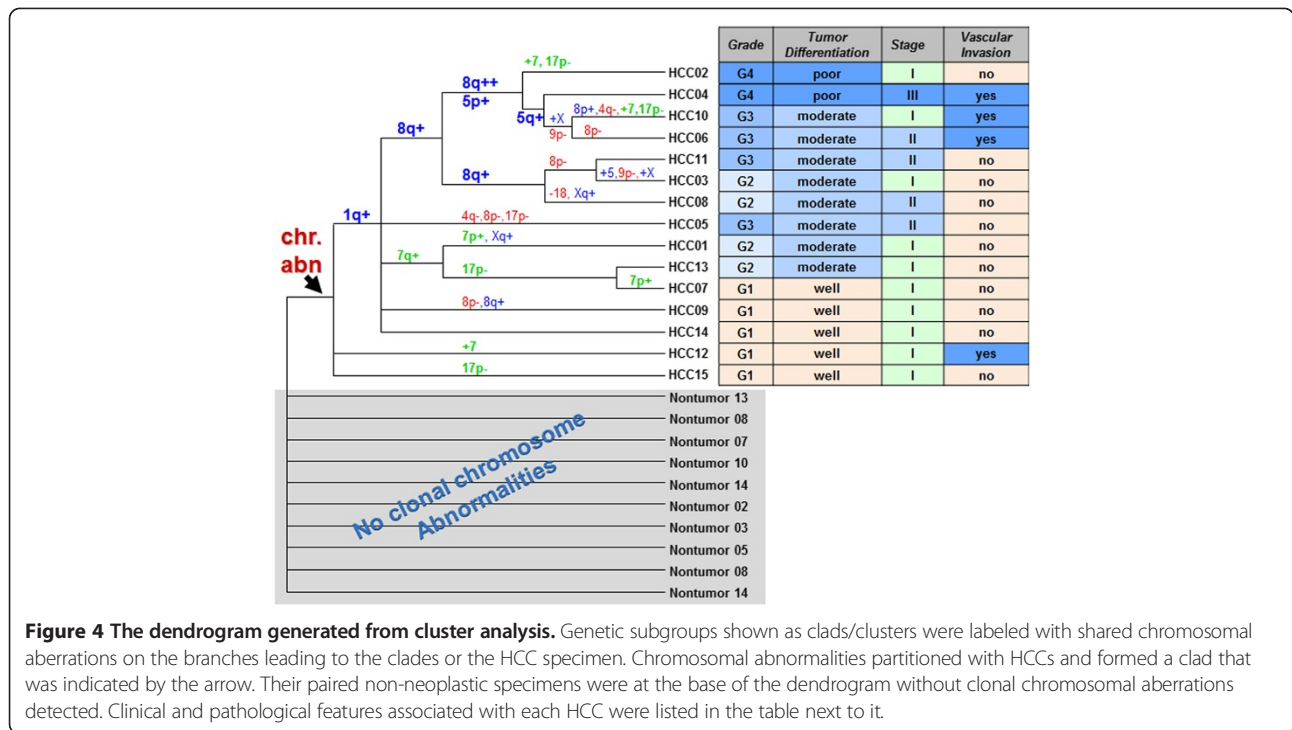 Grade Tumor Differentiation Stage Vascular Invasion
+7, 17p-
HCC02 G4 poor I no
8q++
5p+
HCC04 G4 poor III yes
5q+ +X 8p+,4q-,+7,17p-
HCC10 G3 moderate I yes
8q+
9p- 8p-
HCC06 G3 moderate II yes
8p-
HCC11 G3 moderate II no
8q+
+5,9p-,+X
HCC03 G2 moderate I no
-18, Xq+
HCC08 G2 moderate II no
1q+
4q-,8p-,17p-
HCC05 G3 moderate II no
chr.
abn
7p+, Xq+
HCC01 G2 moderate I no
7q+
17p-
HCC13 G2 moderate I no
7p+
HCC07 G1 well I no
8p-,8q+
HCC09 G1 well I no
HCC14 G1 well I no
+7
HCC12 G1 well I yes
17p-
HCC15 G1 well I no
No clonal chromosome
Abnormalities
Nontumor 13
Nontumor 08
Nontumor 07
Nontumor 10
Nontumor 14
Nontumor 02
Nontumor 03
Nontumor 05
Nontumor 08
Nontumor 14
Figure 4 The dendrogram generated from cluster analysis. Genetic subgroups shown as clads/clusters were labeled with shared chromosomal
aberrations on the branches leading to the clades or the HCC specimen. Chromosomal abnormalities partitioned with HCCs and formed a clad that
was indicated by the arrow. Their paired non-neoplastic specimens were at the base of the dendrogram without clonal chromosomal aberrations
detected. Clinical and pathological features associated with each HCC were listed in the table next to it.